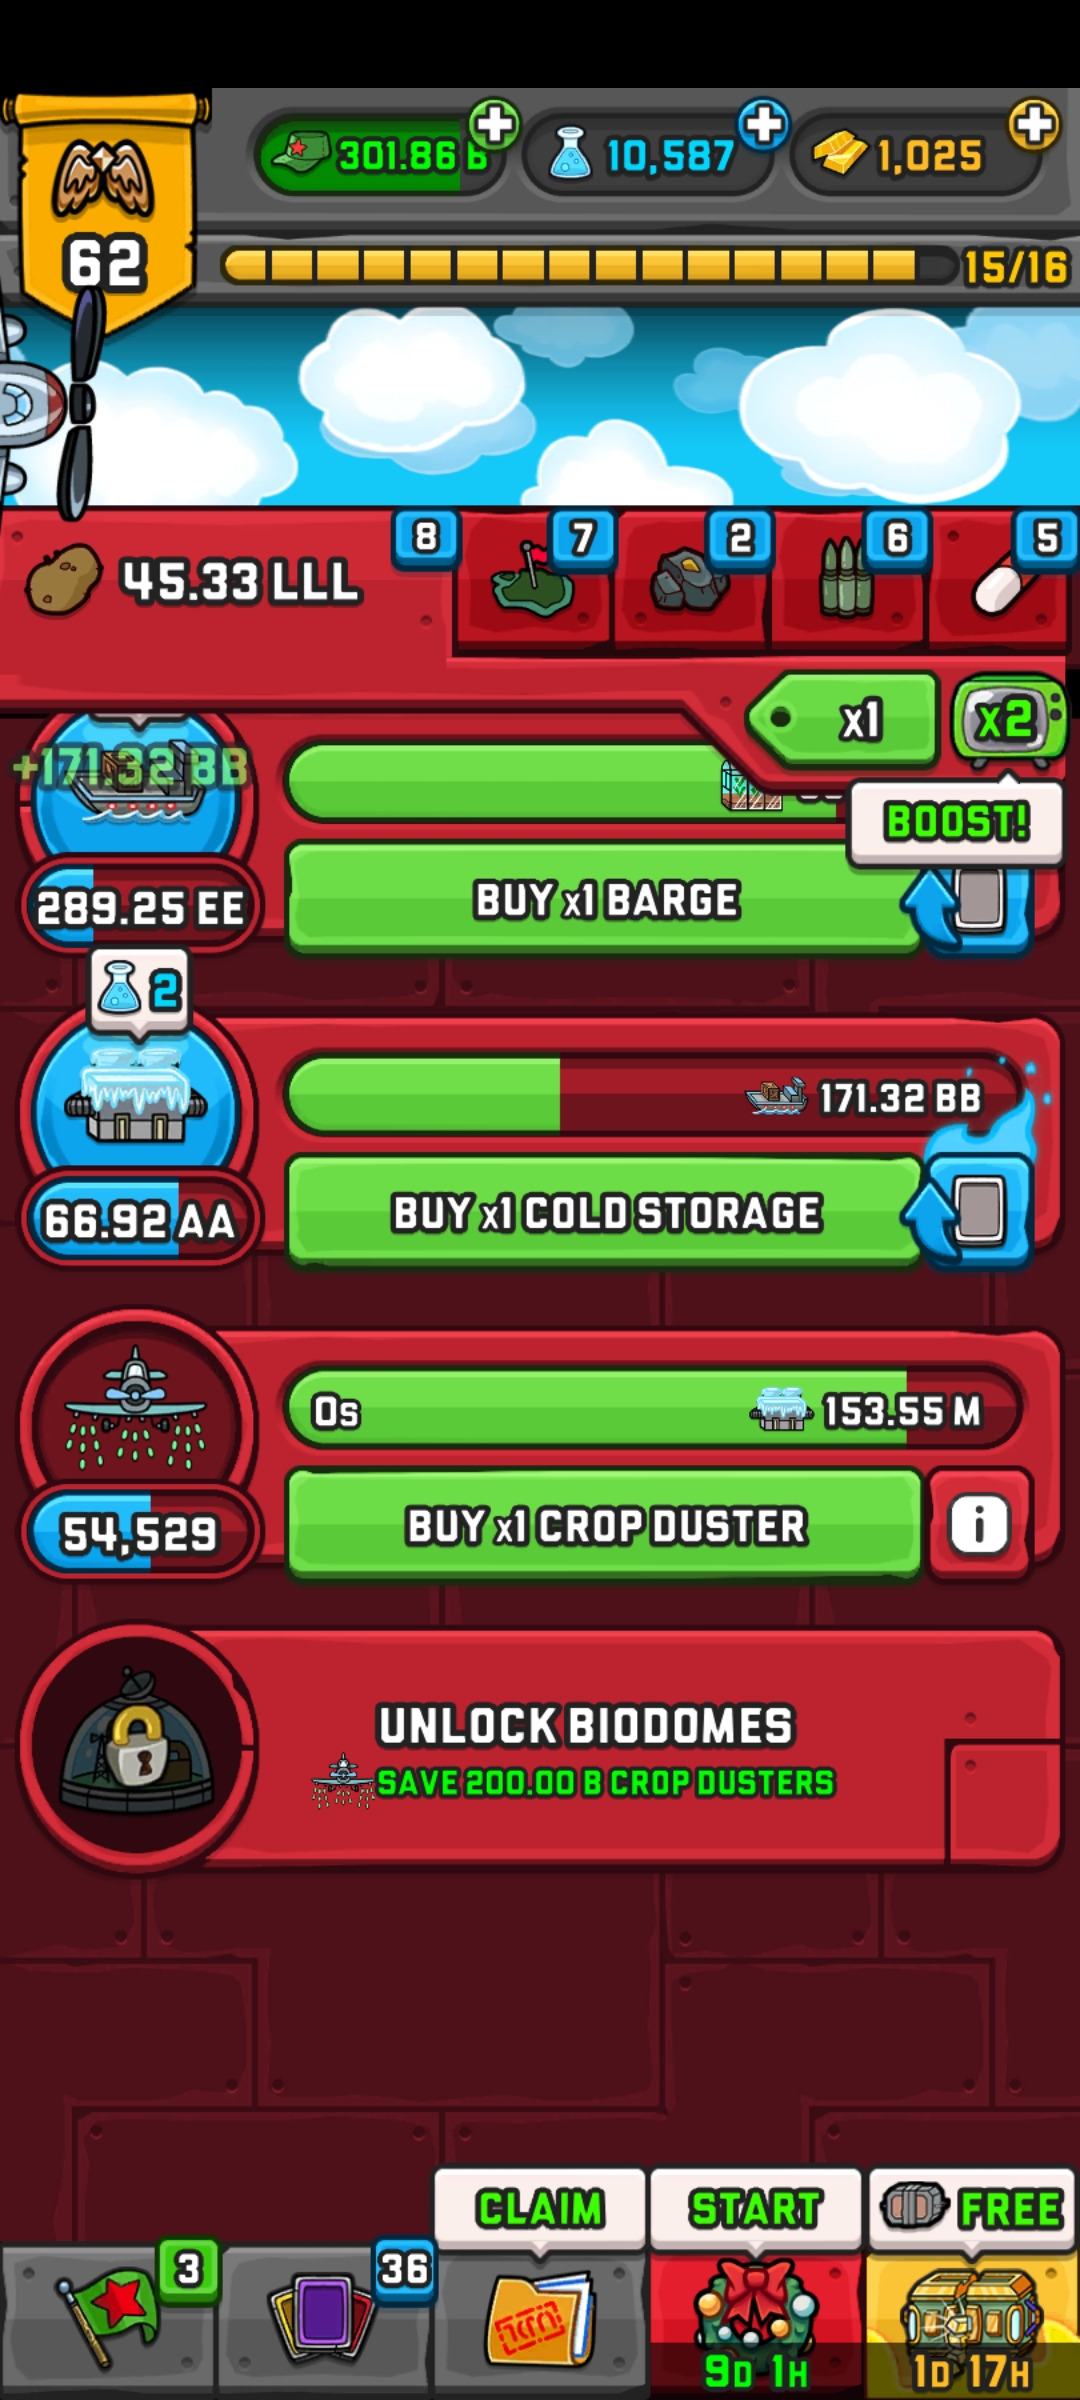 301.86 B
10,587
1,025
62
15/16
45.33 LLL
8
7
2
6
5
x1
x2
BOOST!
+171.32 BB
289.25 EE
BUY x1 BARGE
2
171.32 BB
66.92 AA
BUY x1 COLD STORAGE
0s
153.55 M
54,529
BUY x1 CROP DUSTER
i
UNLOCK BIODOMES
SAVE 200.00 B CROP DUSTERS
CLAIM
START
FREE
3
36
9D 1H
1D 17H